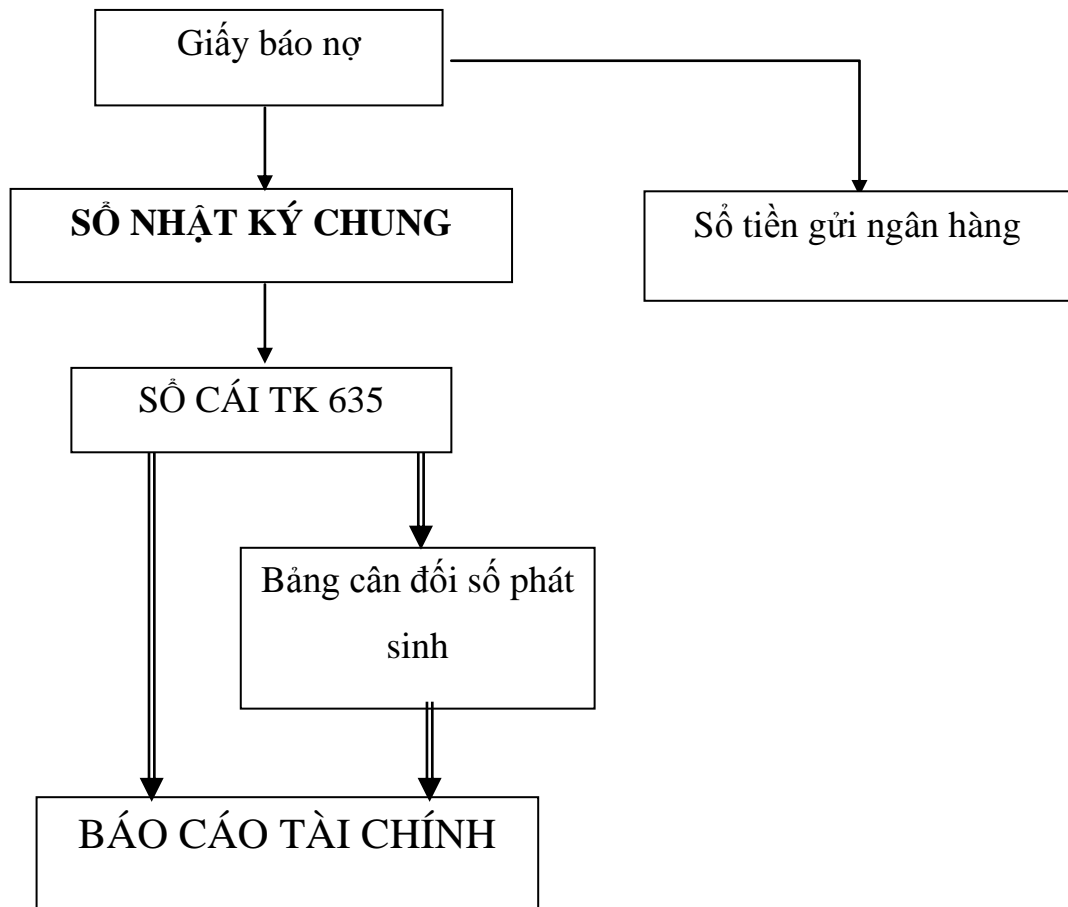 Giấy báo nợ
SỔ NHẬT KÝ CHUNG
Sổ tiền gửi ngân hàng
SỔ CÁI TK 635
Bảng cân đối số phát
sinh
BÁO CÁO TÀI CHÍNH